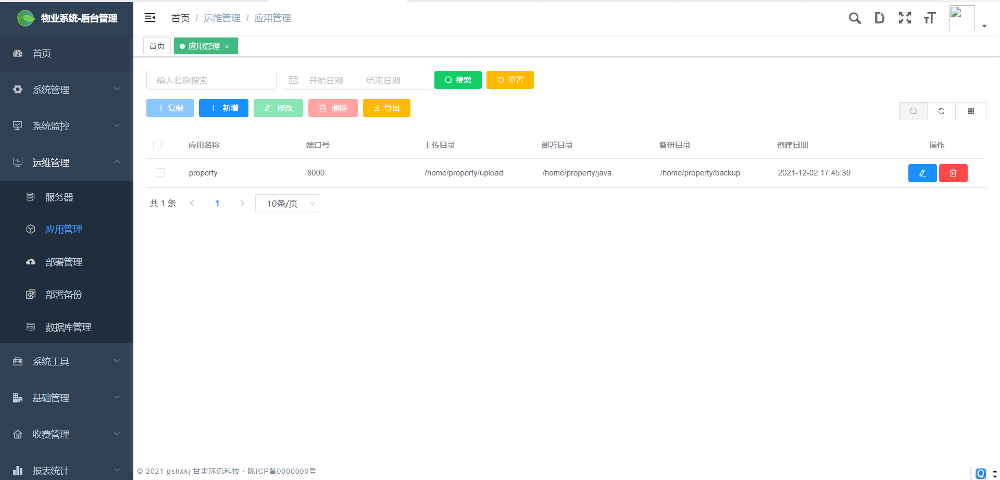 物业系统-后台管理
首页 / 运维管理 / 应用管理
首页
应用管理 ×
首页
系统管理
系统监控
运维管理
服务器
应用管理
部署管理
部署备份
数据库管理
系统工具
基础管理
收费管理
报表统计
输入名称搜索
开始日期 : 结束日期
搜索
重置
复制
新增
修改
删除
导出
应用名称 端口号 上传目录 部署目录 备份目录 创建日期 操作
property 8000 /home/property/upload /home/property/java /home/property/backup 2021-12-02 17:45:39
共 1 条 1 10条/页
© 2021 gshxkj 甘肃环讯科技 · 陇ICP备0000000号